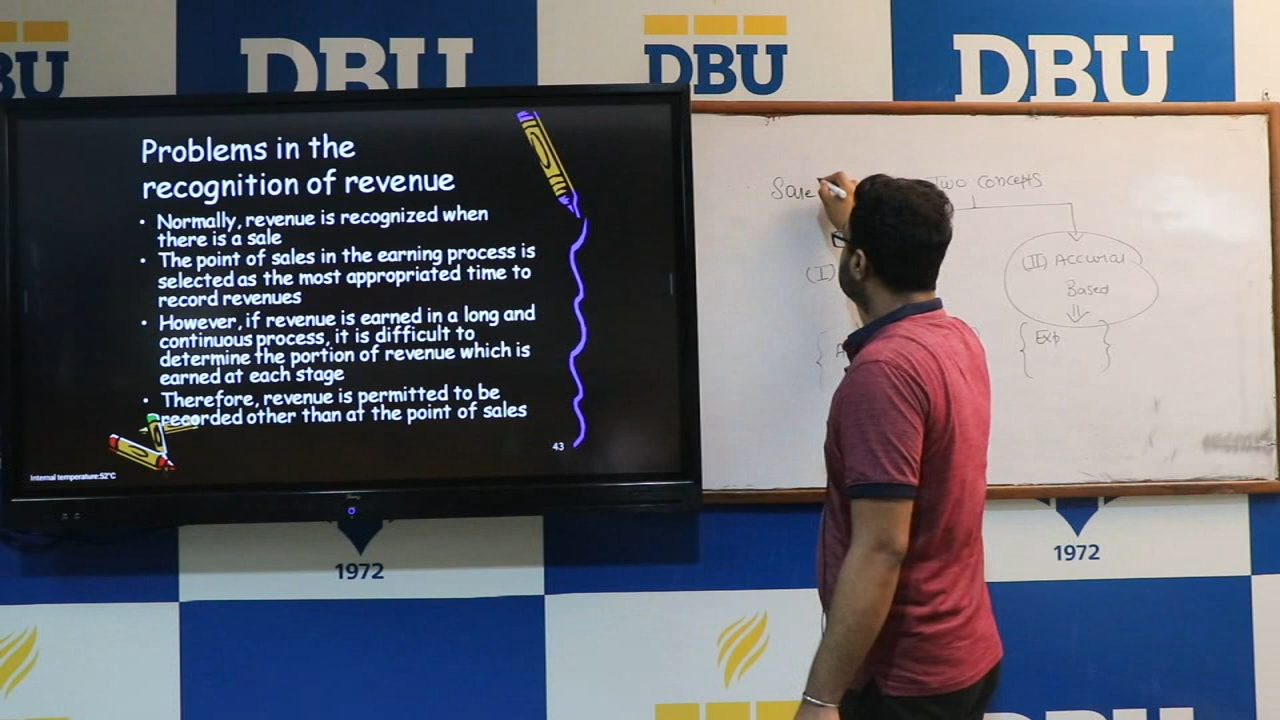 DBU
DBU
DBU
DBU
Problems in the
recognition of revenue
• Normally, revenue is recognized when
there is a sale
• The point of sales in the earning process is
selected as the most appropriated time to
record revenues
• However, if revenue is earned in a long and
continuous process, it is difficult to
determine the portion of revenue which is
earned at each stage
• Therefore, revenue is permitted to be
recorded other than at the point of sales
43
Internal temperature:52°C
Sale
Two concepts
(I)
(II) Accural
Based
Exp
1972
1972